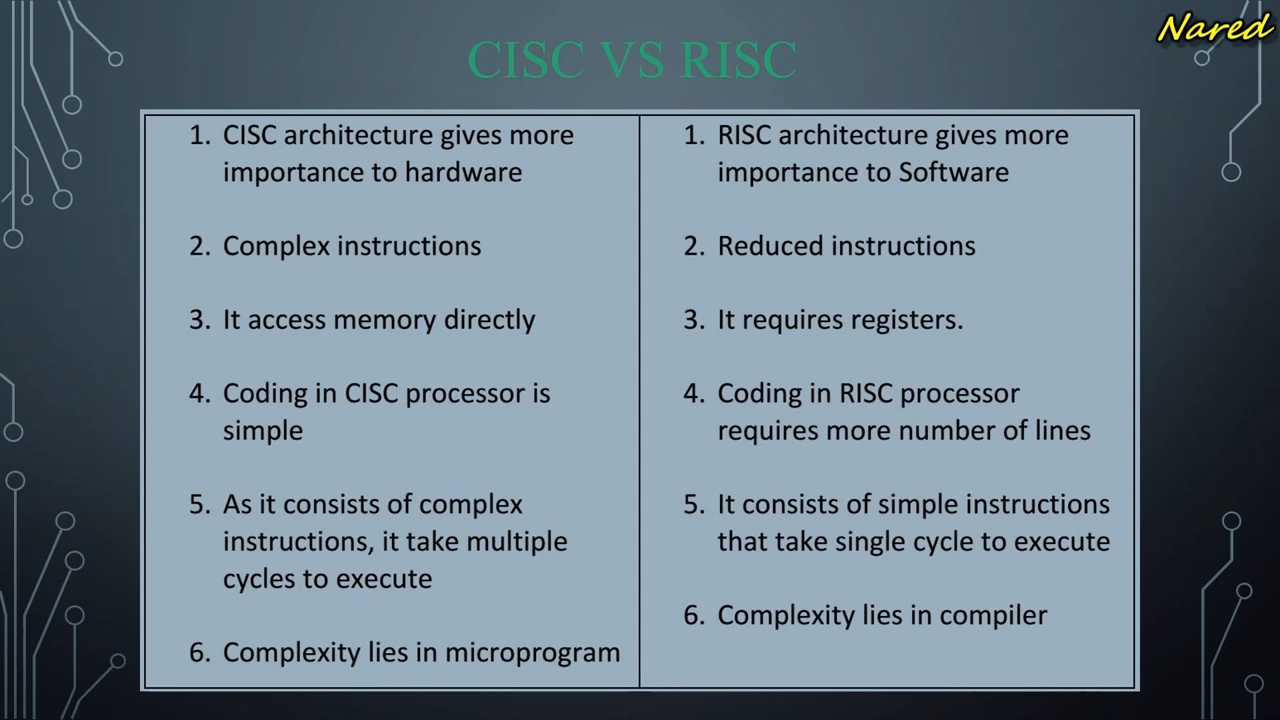 Nared
CISC VS RISC
1. CISC architecture gives more
importance to hardware
2. Complex instructions
3. It access memory directly
4. Coding in CISC processor is
simple
5. As it consists of complex
instructions, it take multiple
cycles to execute
6. Complexity lies in microprogram
1. RISC architecture gives more
importance to Software
2. Reduced instructions
3. It requires registers.
4. Coding in RISC processor
requires more number of lines
5. It consists of simple instructions
that take single cycle to execute
6. Complexity lies in compiler